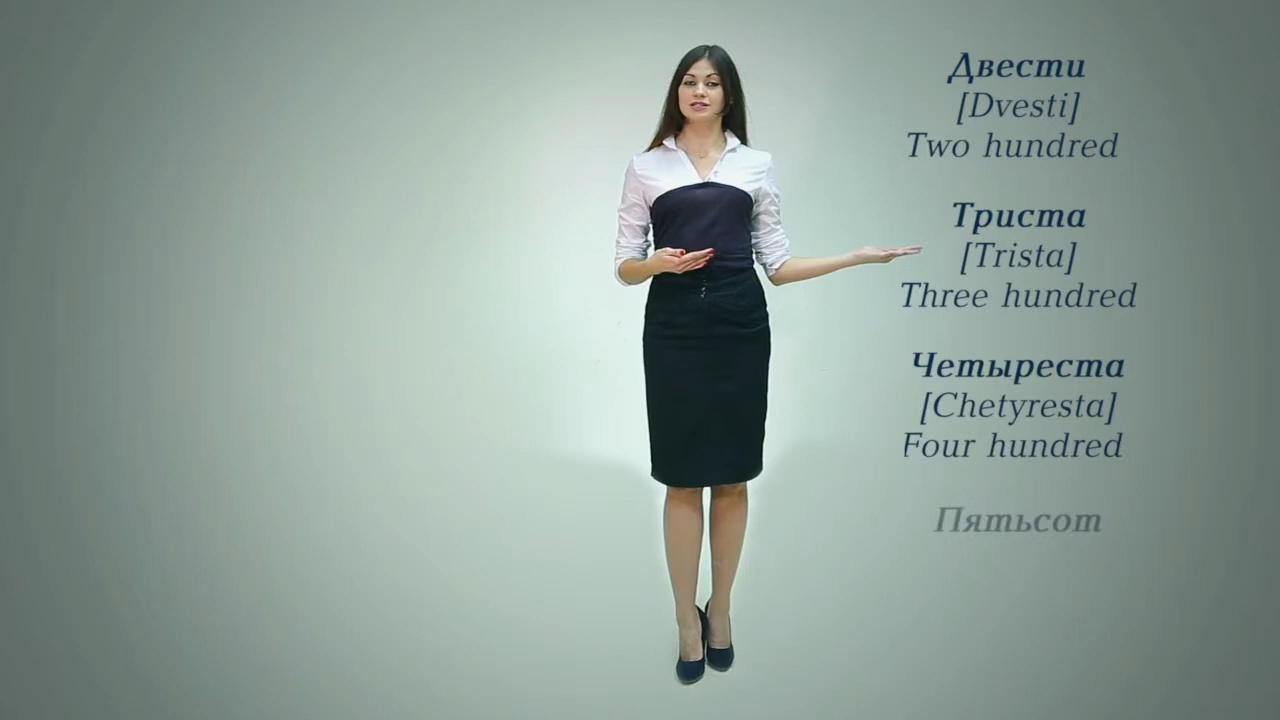 Двести
[Dvesti]
Two hundred
Триста
[Trista]
Three hundred
Четыреста
[Chetyresta]
Four hundred
Пятьсот